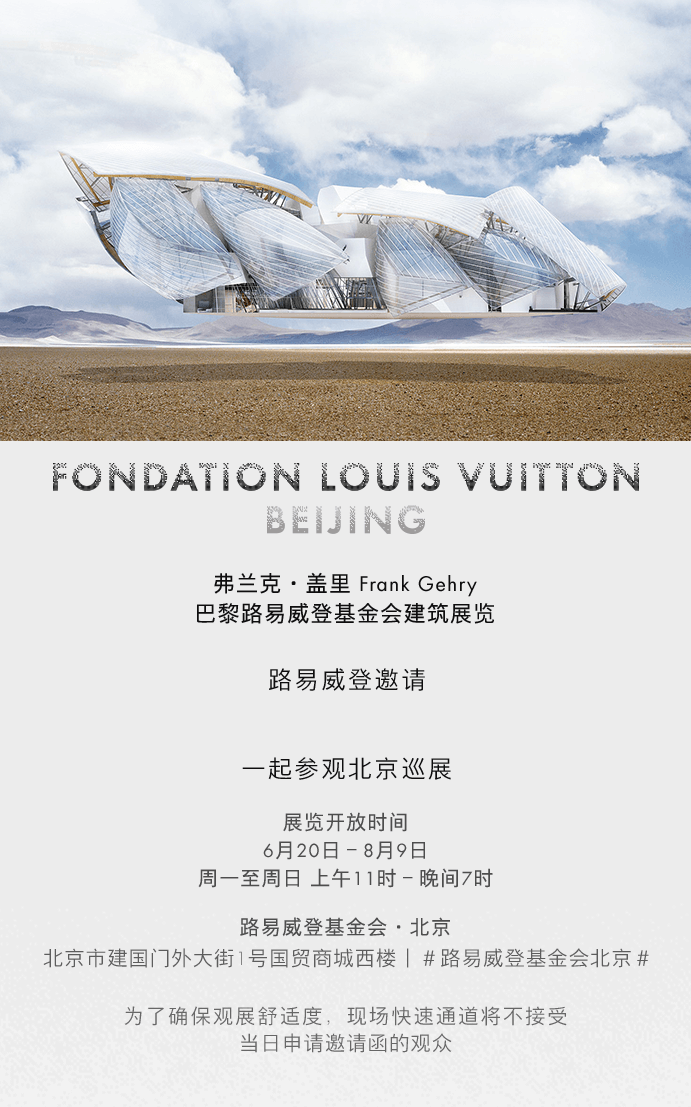 FONDATION LOUIS VUITTON
BEIJING
弗兰克·盖里 Frank Gehry
巴黎路易威登基金会建筑展览
路易威登邀请
一起参观北京巡展
展览开放时间
6月20日－8月9日
周一至周日 上午11时－晚间7时
路易威登基金会·北京
北京市建国门外大街1号国贸商城西楼｜＃路易威登基金会北京＃
为了确保观展舒适度，现场快速通道将不接受
当日申请邀请函的观众